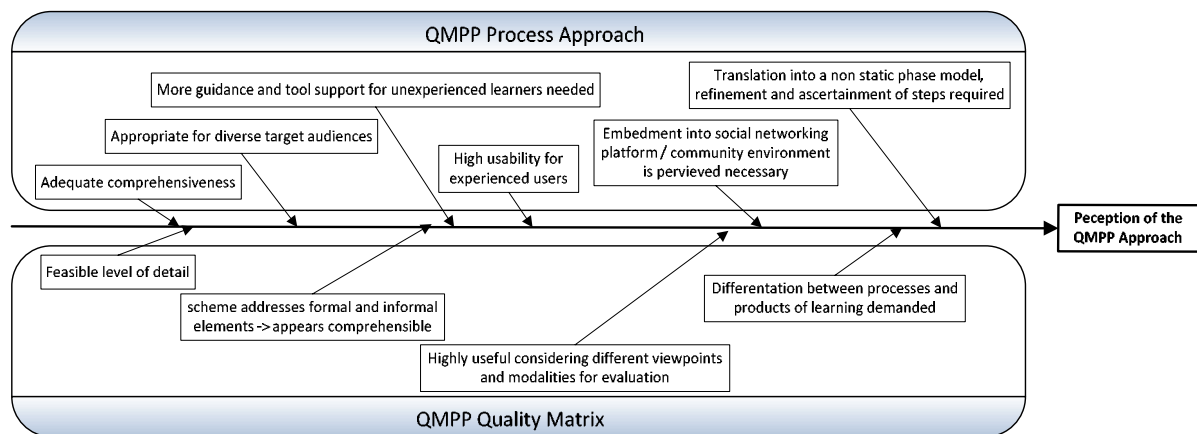 QMPP Process Approach
Translation into a non static phase model,
refinement and ascertainment of steps required
More guidance and tool support for unexperienced learners needed
Appropriate for diverse target audiences
Embedment into social networking
platform / community environment
is pervieved necessary
High usability for
experienced users
Adequate comprehensiveness
Peception of the
QMPP Approach
Feasible level of detail
Differentation between processes and
products of learning demanded
scheme addresses formal and informal
elements -> appears comprehensible
Highly useful considering different viewpoints
and modalities for evaluation
QMPP Quality Matrix